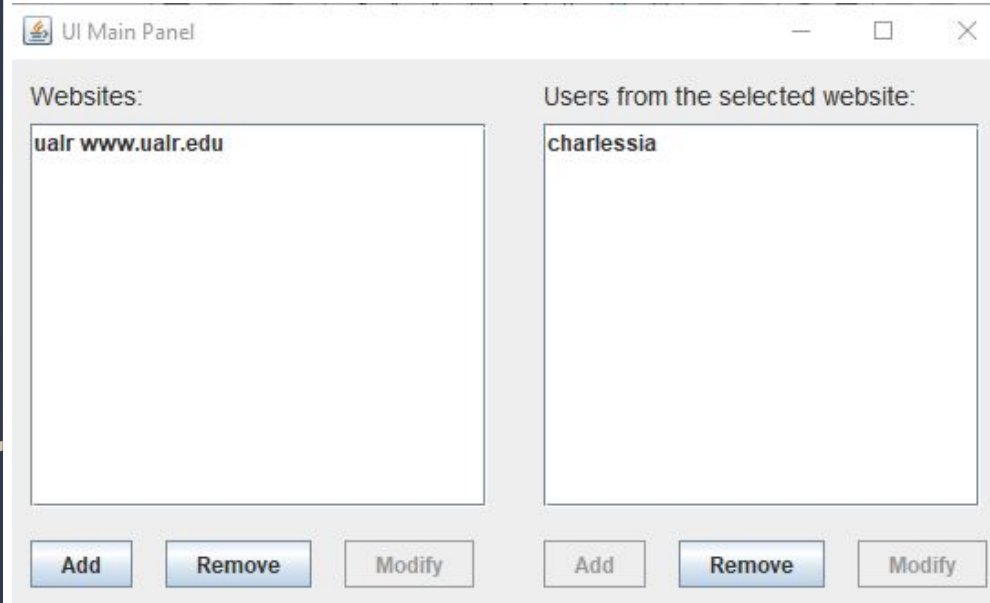 UI Main Panel
Websites:
ualr www.ualr.edu
Add Remove Modify
Users from the selected website:
charlessia
Add Remove Modify